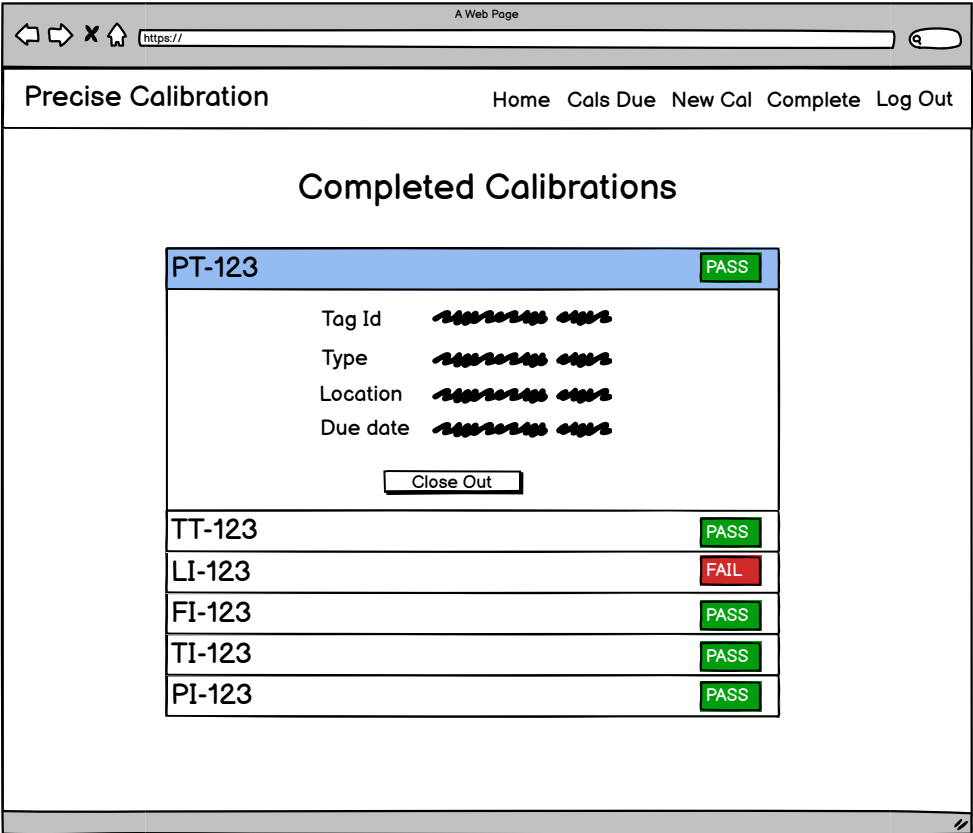 A Web Page
https://
Precise Calibration Home Cals Due New Cal Complete Log Out
Completed Calibrations
PT-123 PASS
Tag Id
Type
Location
Due date
Close Out
TT-123 PASS
LI-123 FAIL
FI-123 PASS
TI-123 PASS
PI-123 PASS